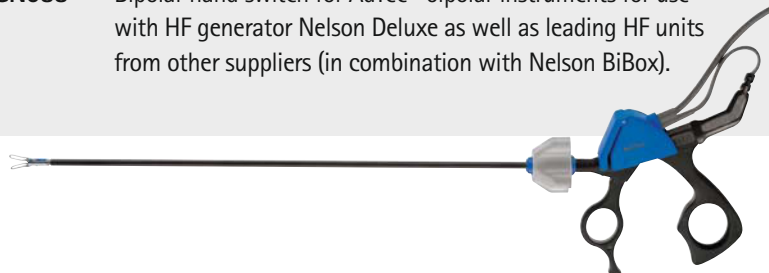 Bipolar hand switch for AdTec® bipolar instruments for use
with HF generator Nelson Deluxe as well as leading HF units
from other suppliers (in combination with Nelson BiBox).